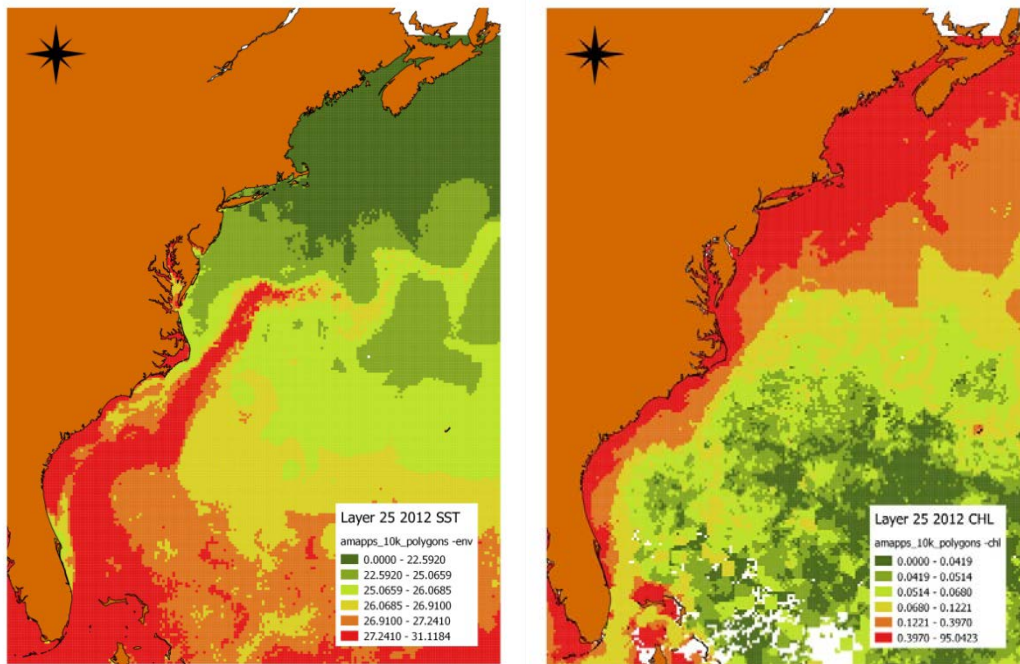 Layer 25 2012 SST
amapps_10k_polygons -env
0.0000 - 22.5920
22.5920 - 25.0659
25.0659 - 26.0685
26.0685 - 26.9100
26.9100 - 27.2410
27.2410 - 31.1184
Layer 25 2012 CHL
amapps_10k_polygons -chl
0.0000 - 0.0419
0.0419 - 0.0514
0.0514 - 0.0680
0.0680 - 0.1221
0.1221 - 0.3970
0.3970 - 95.0423